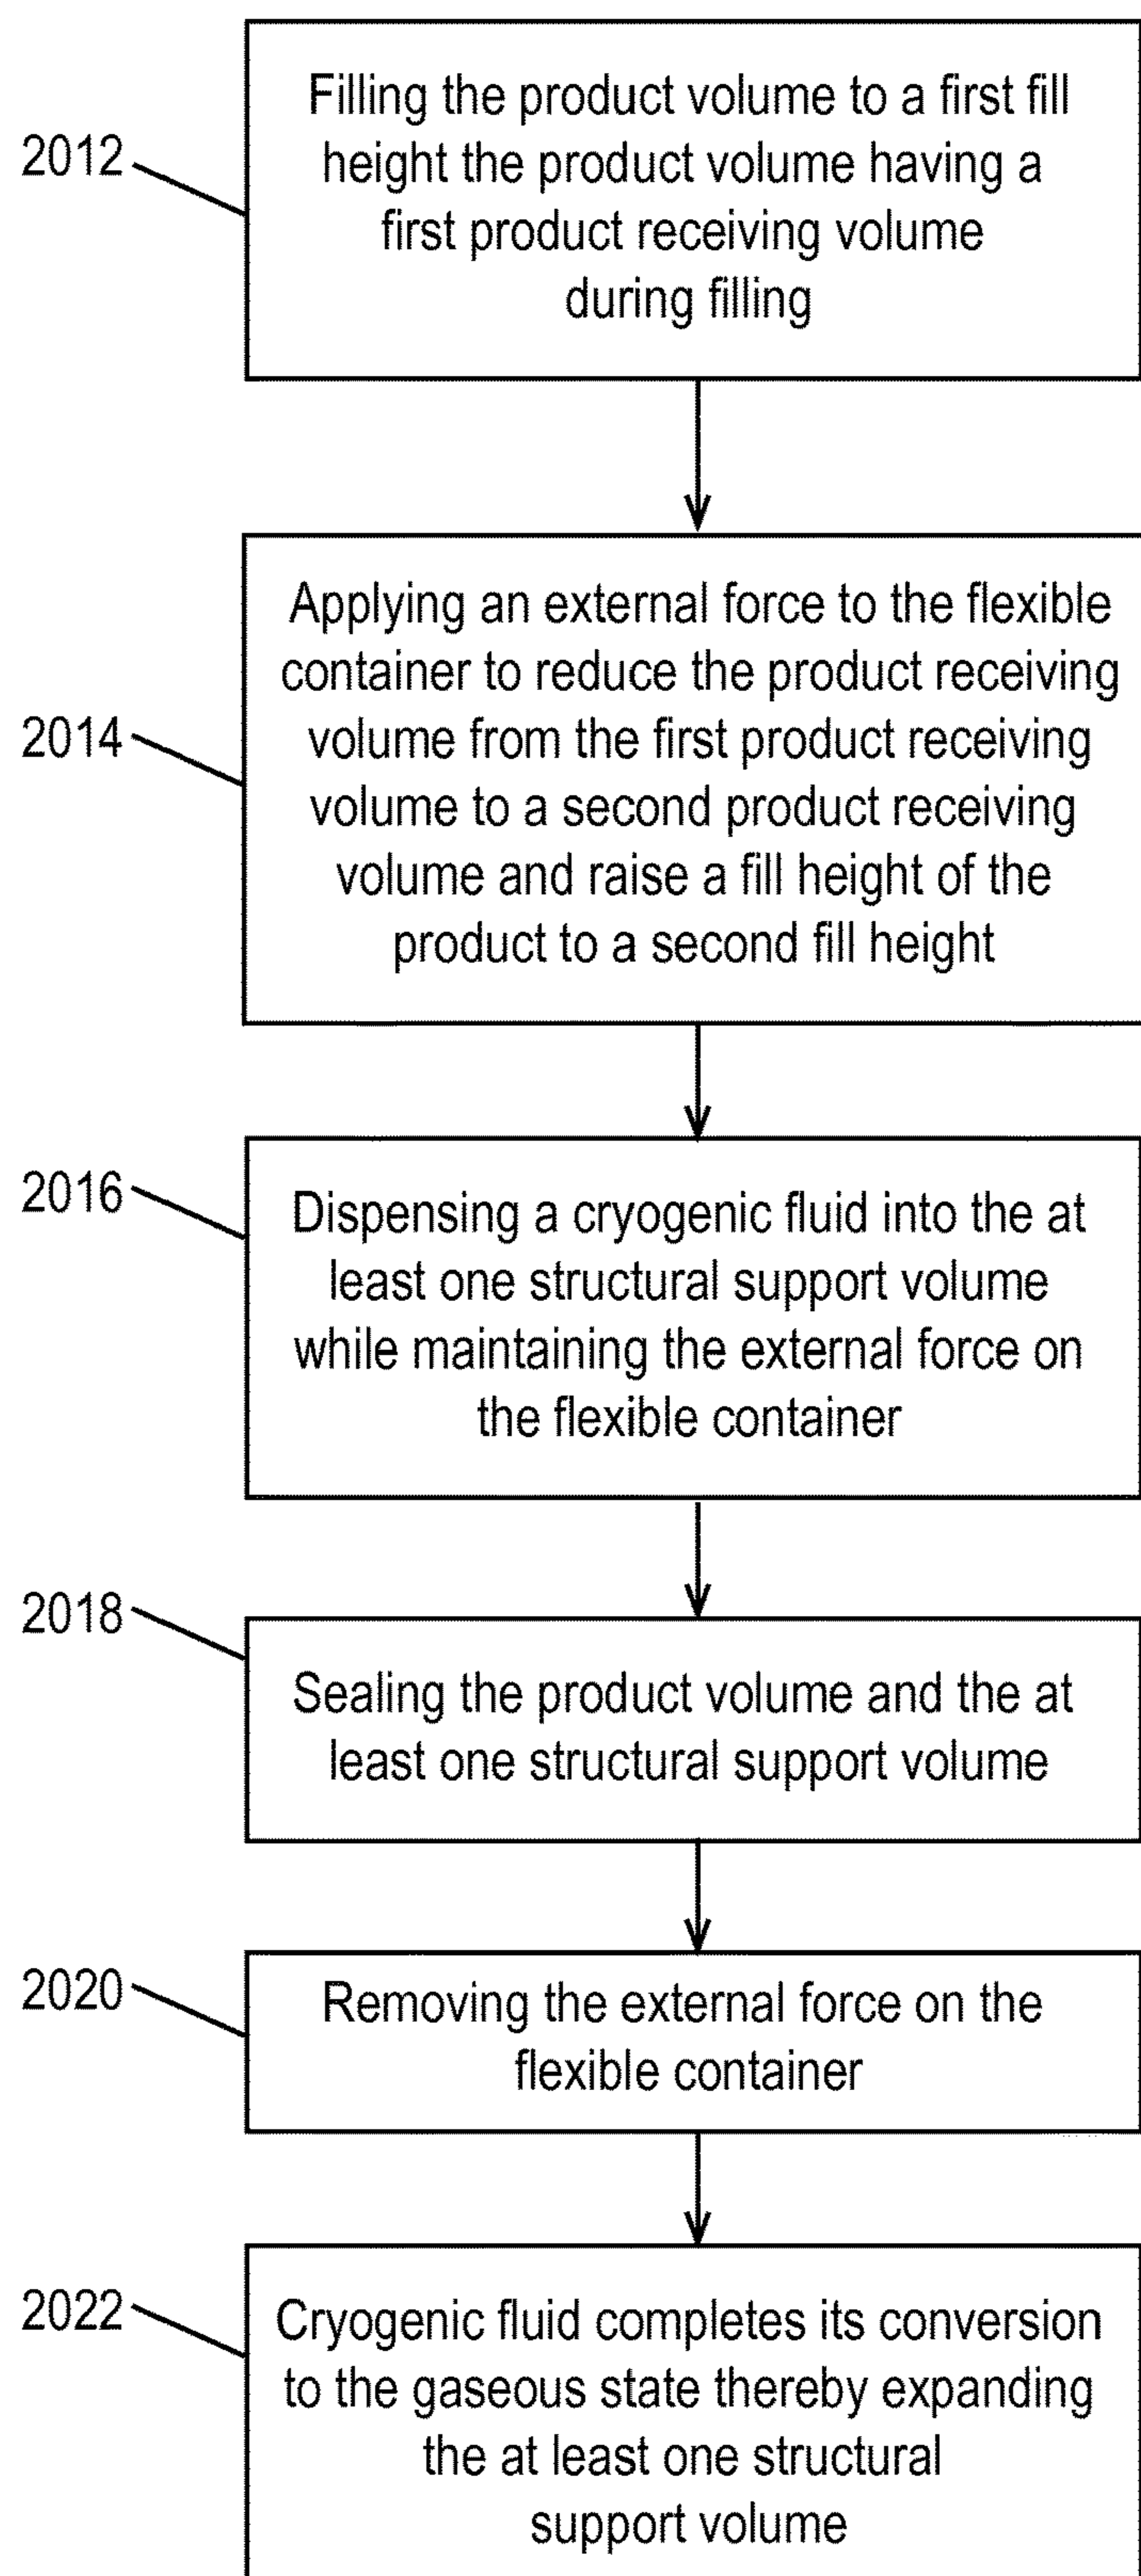 2012
Filling the product volume to a first fill
height the product volume having a
first product receiving volume
during filling
2014
Applying an external force to the flexible
container to reduce the product receiving
volume from the first product receiving
volume to a second product receiving
volume and raise a fill height of the
product to a second fill height
2016
Dispensing a cryogenic fluid into the at
least one structural support volume
while maintaining the external force on
the flexible container
2018
Sealing the product volume and the at
least one structural support volume
2020
Removing the external force on the
flexible container
2022
Cryogenic fluid completes its conversion
to the gaseous state thereby expanding
the at least one structural
support volume